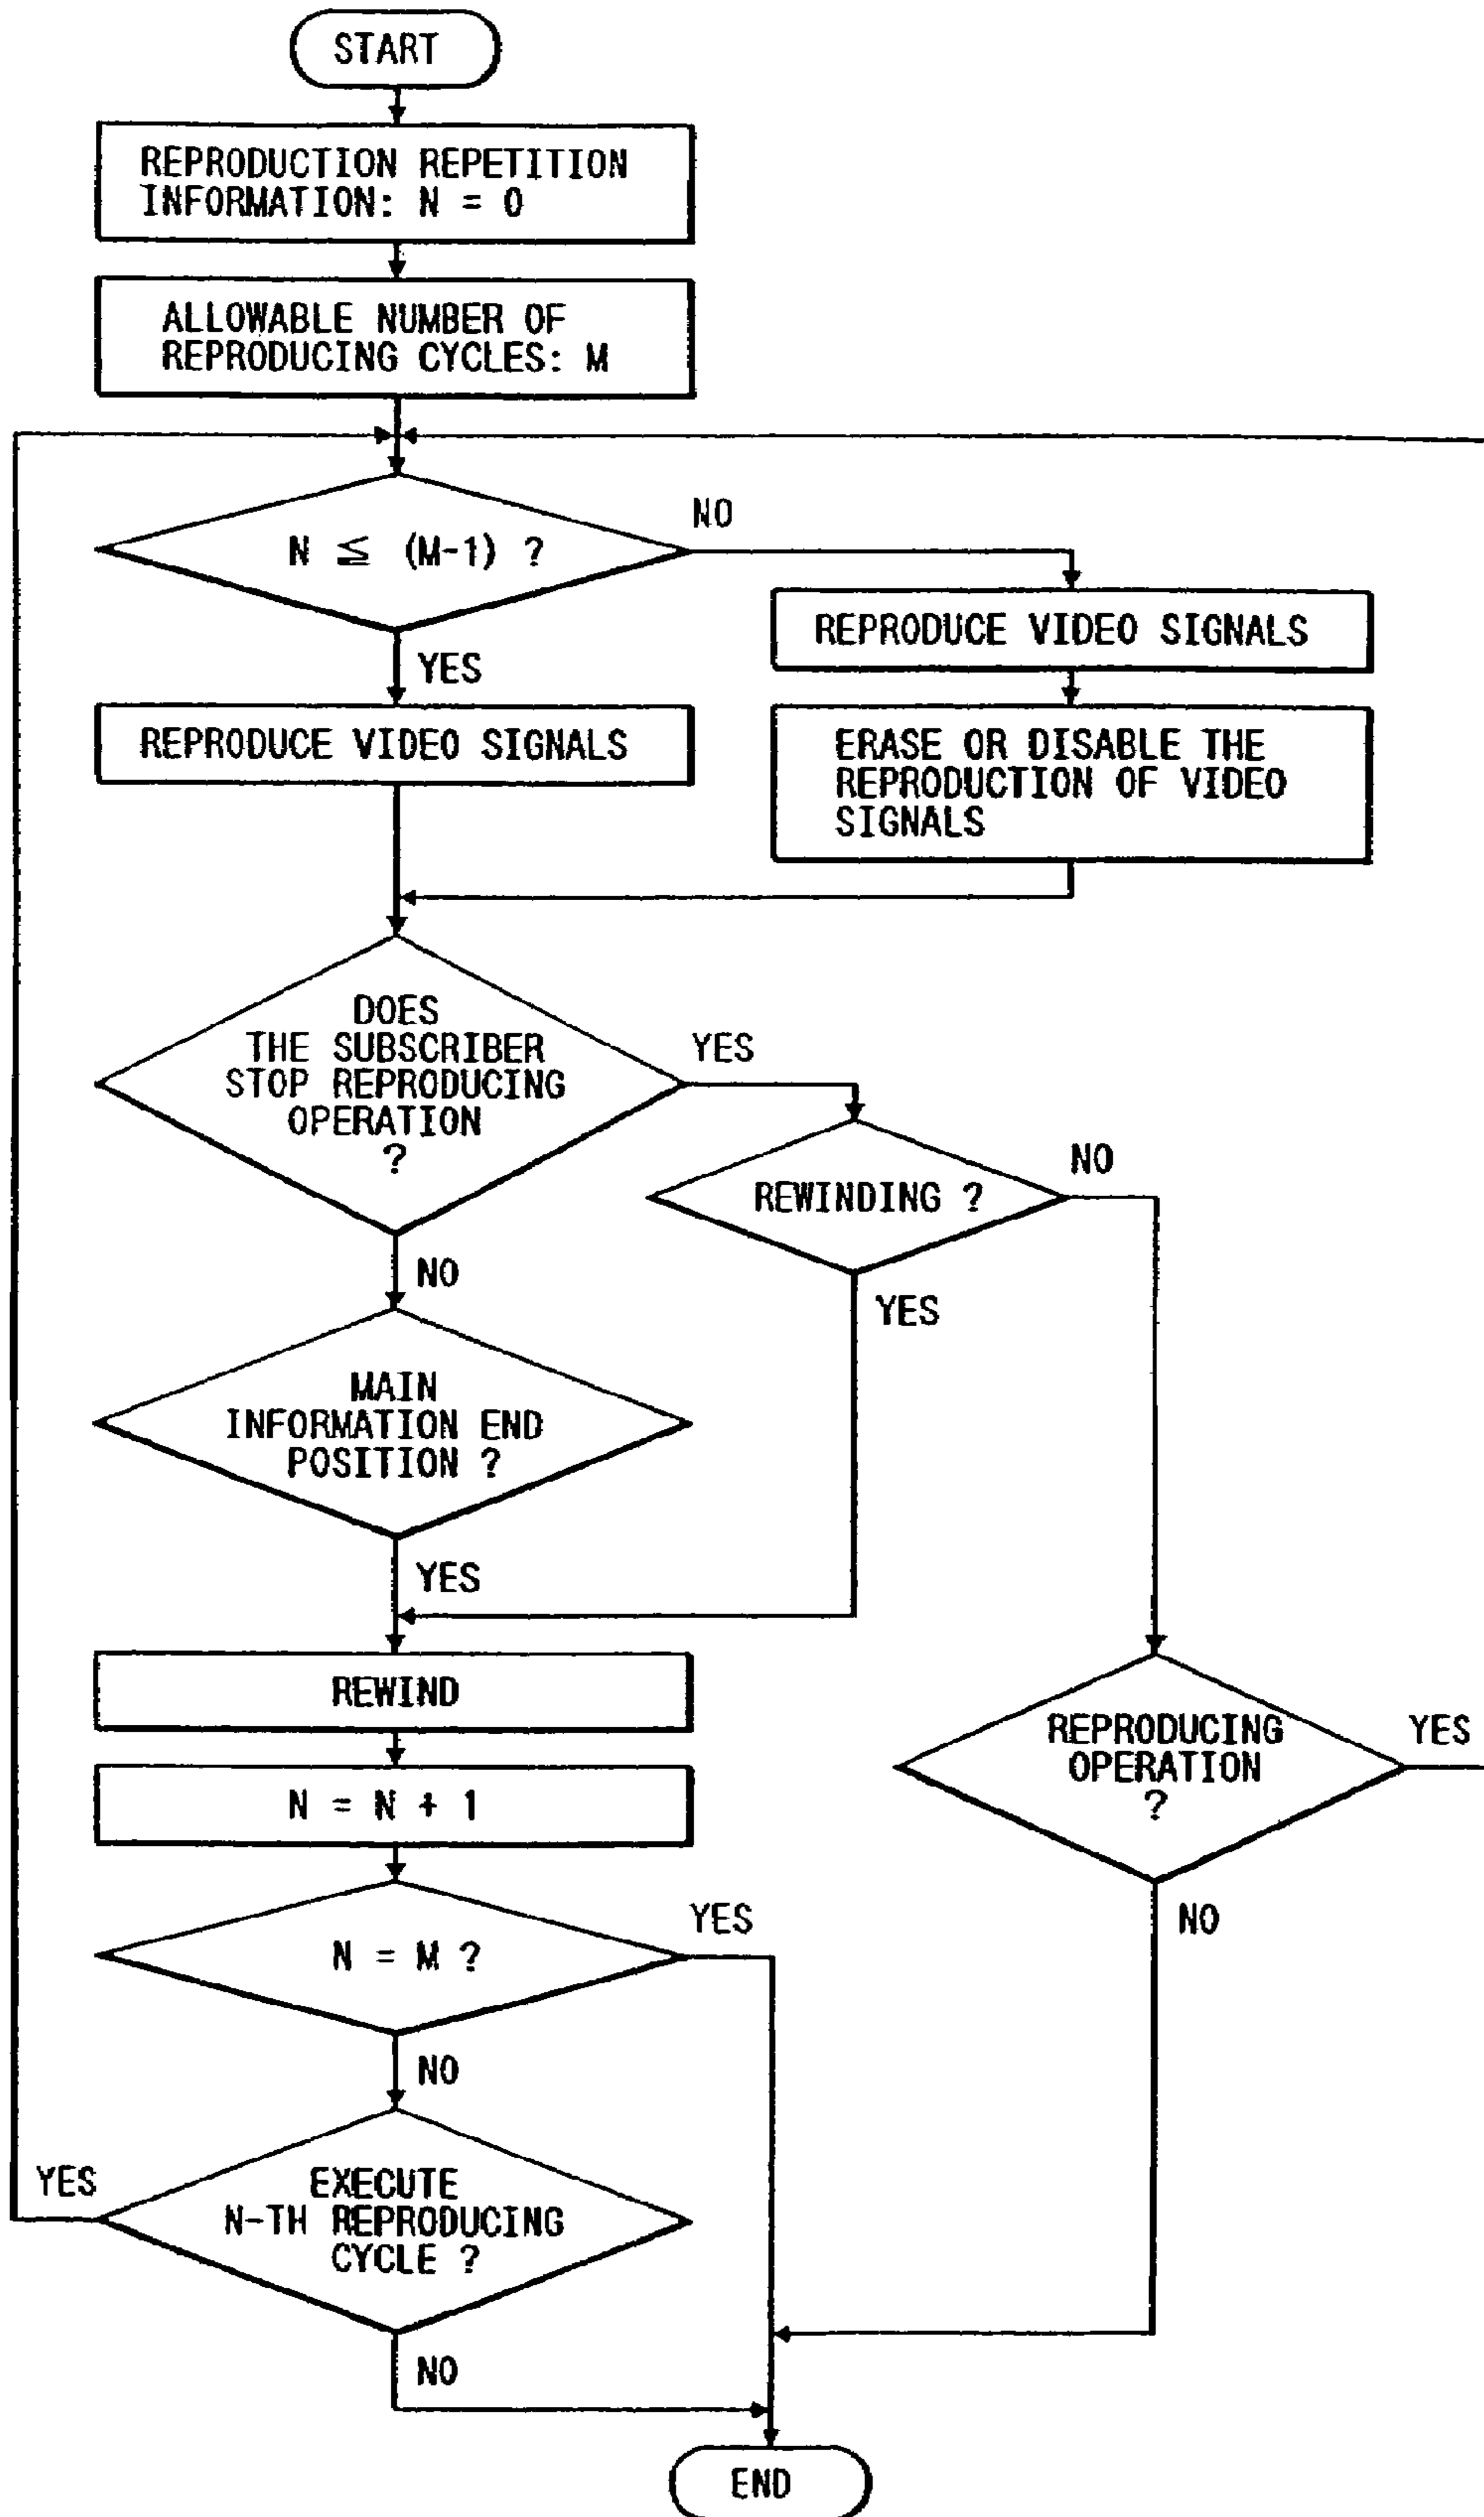 START
REPRODUCTION REPETITION
INFORMATION: N = 0
ALLOWABLE NUMBER OF
REPRODUCING CYCLES: M
N ≦ (M-1) ?
NO
YES
REPRODUCE VIDEO SIGNALS
REPRODUCE VIDEO SIGNALS
ERASE OR DISABLE THE
REPRODUCTION OF VIDEO
SIGNALS
DOES
THE SUBSCRIBER
STOP REPRODUCING
OPERATION
?
YES
NO
REWINDING ?
NO
YES
MAIN
INFORMATION END
POSITION ?
YES
REWIND
REPRODUCING
OPERATION
?
YES
NO
N = N + 1
N = M ?
YES
NO
EXECUTE
N-TH REPRODUCING
CYCLE ?
YES
NO
END